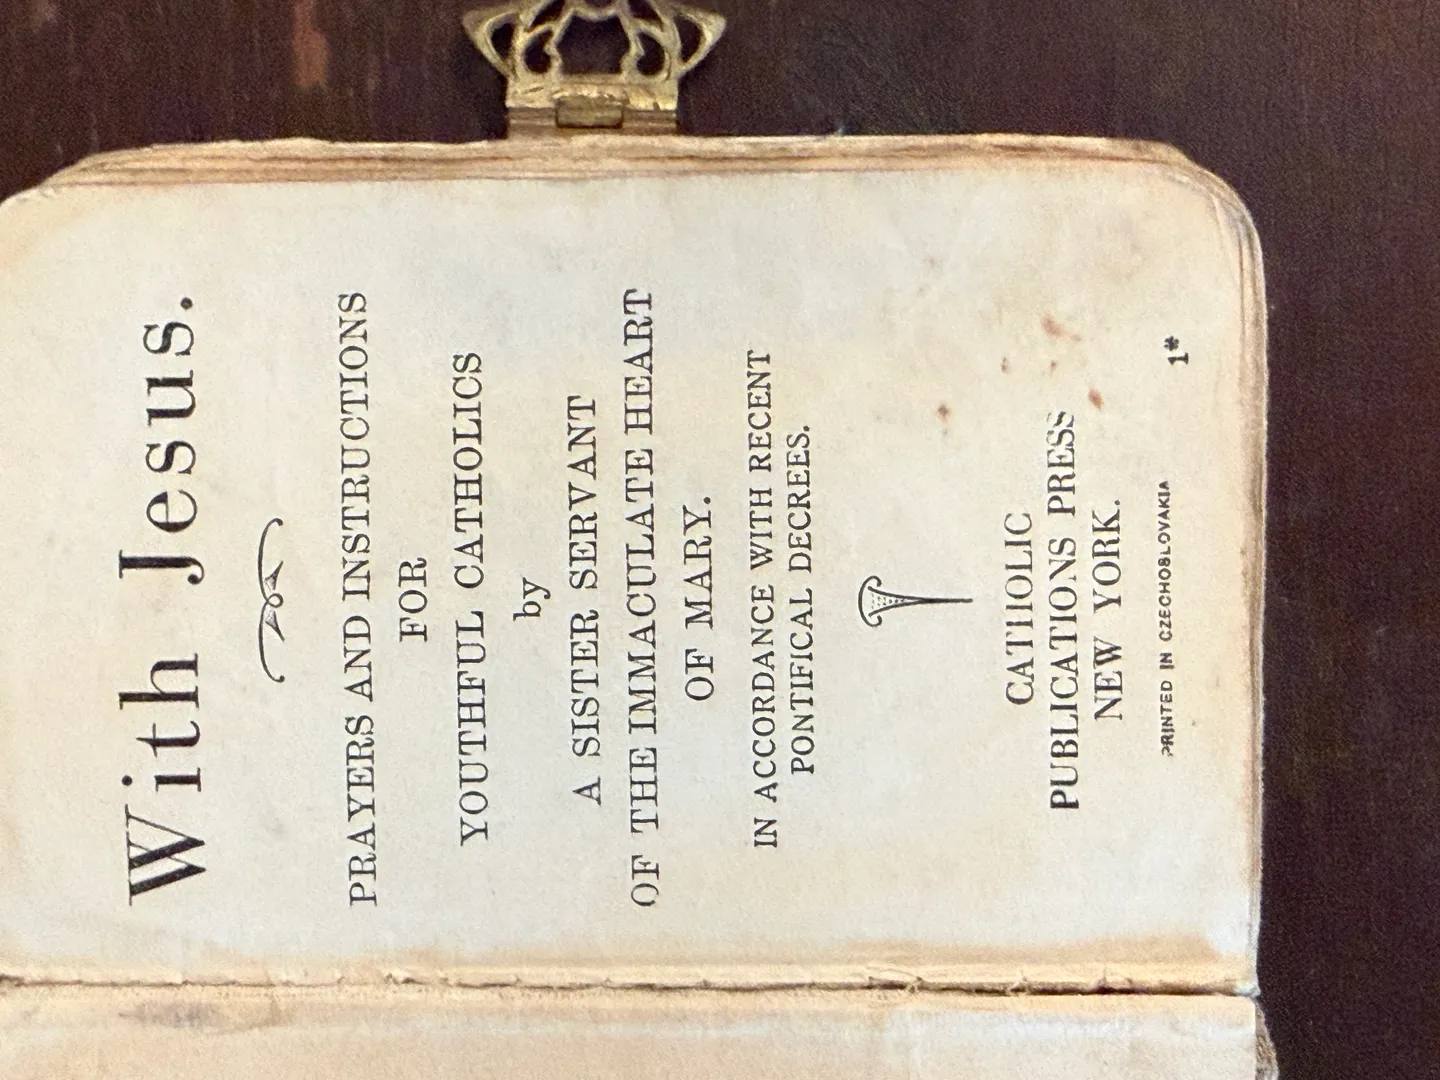 With Jesus.
PRAYERS AND INSTRUCTIONS
FOR
YOUTHFUL CATHOLICS
by
A SISTER SERVANT
OF THE IMMACULATE HEART
OF MARY.
IN ACCORDANCE WITH RECENT
PONTIFICAL DECREES.
CATHOLIC
PUBLICATIONS PRESS
NEW YORK.
PRINTED IN CZECHOSLOVAKIA
1*